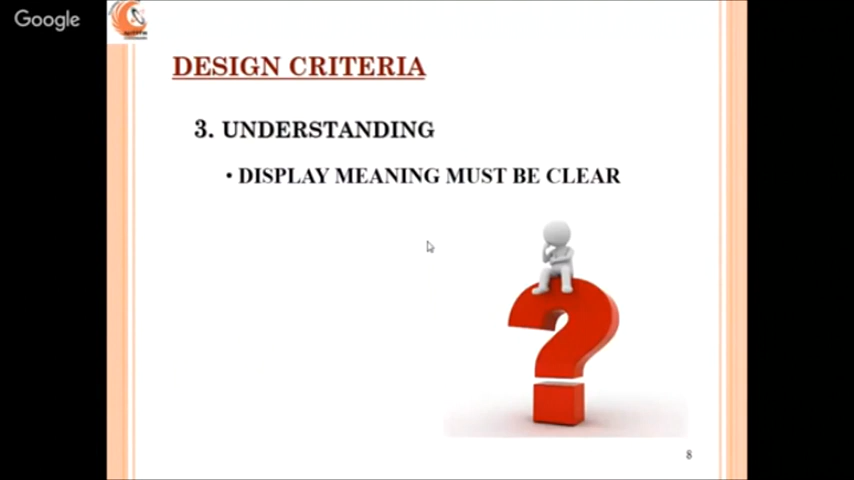 Google
DESIGN CRITERIA
3. UNDERSTANDING
• DISPLAY MEANING MUST BE CLEAR
8